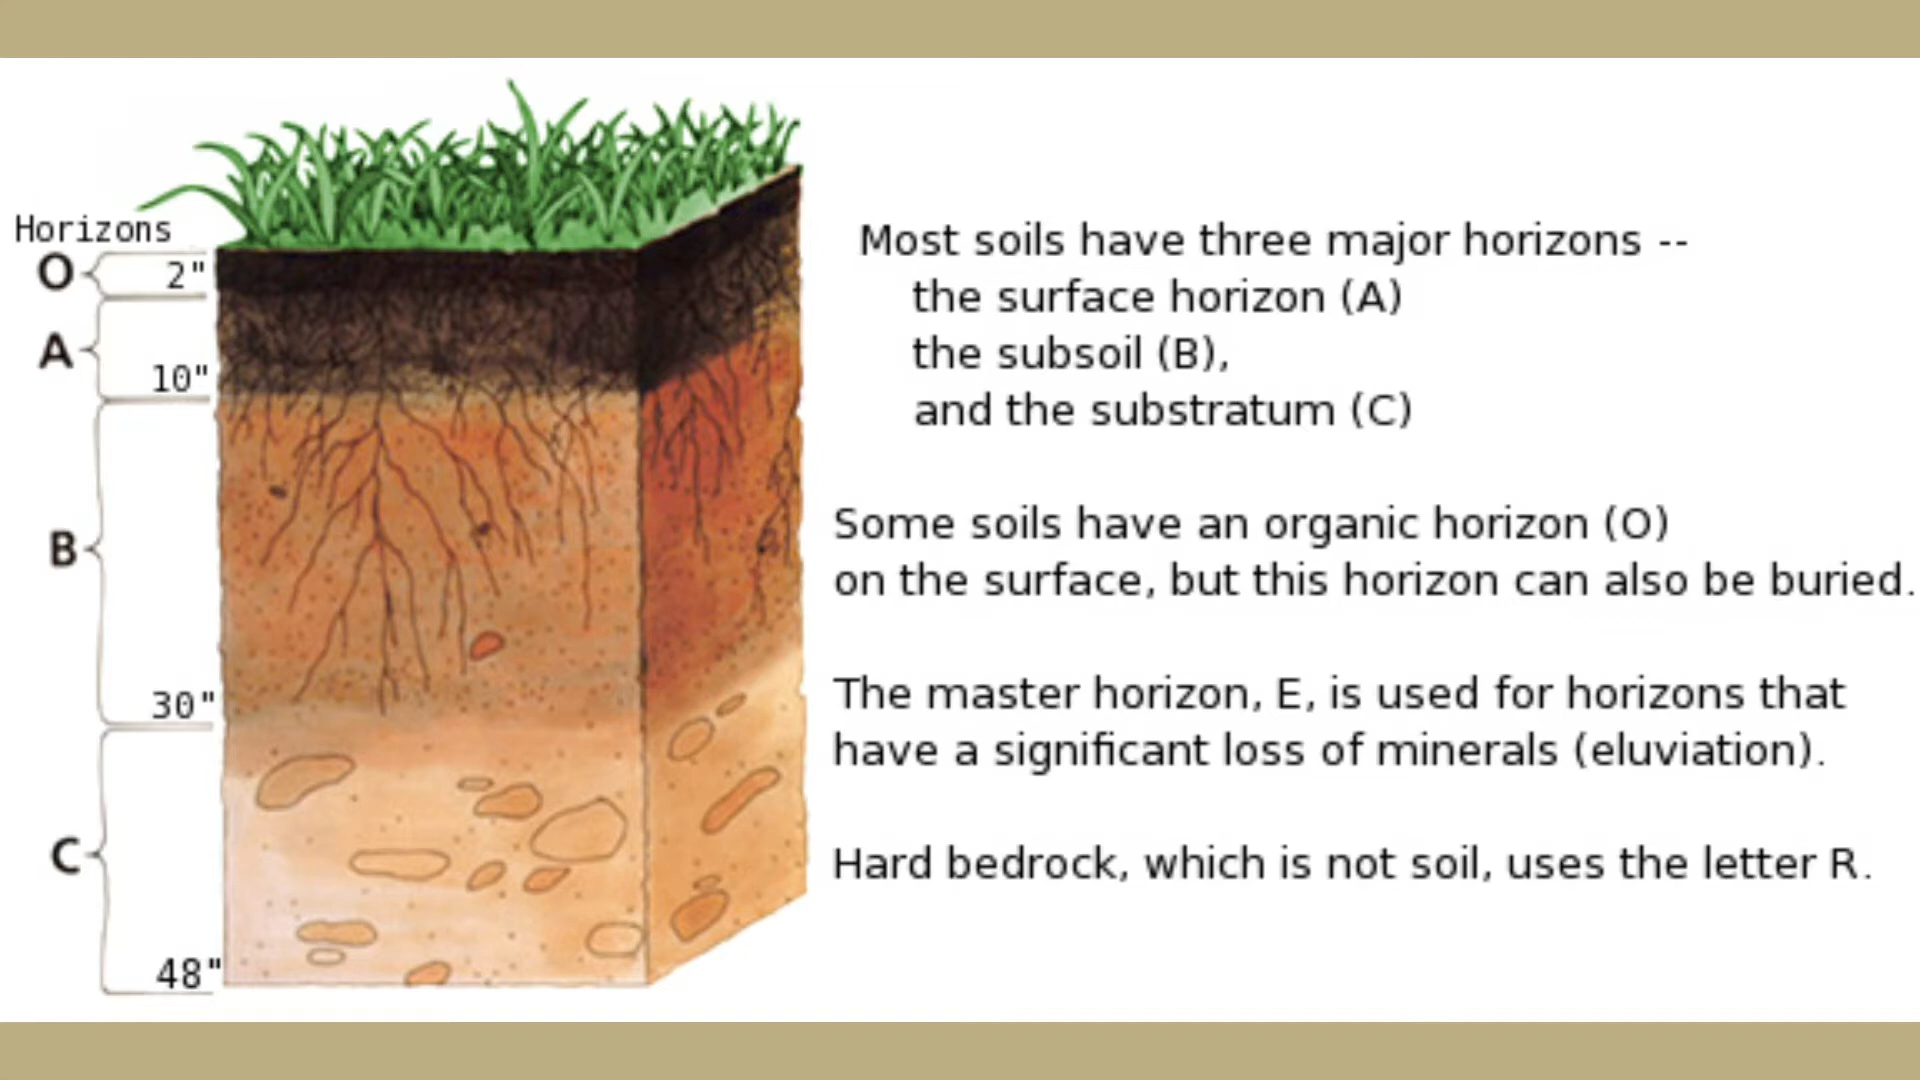 Horizons
O
2"
A
10"
B
30"
C
48"
Most soils have three major horizons --
the surface horizon (A)
the subsoil (B),
and the substratum (C)
Some soils have an organic horizon (O)
on the surface, but this horizon can also be buried.
The master horizon, E, is used for horizons that
have a significant loss of minerals (eluviation).
Hard bedrock, which is not soil, uses the letter R.